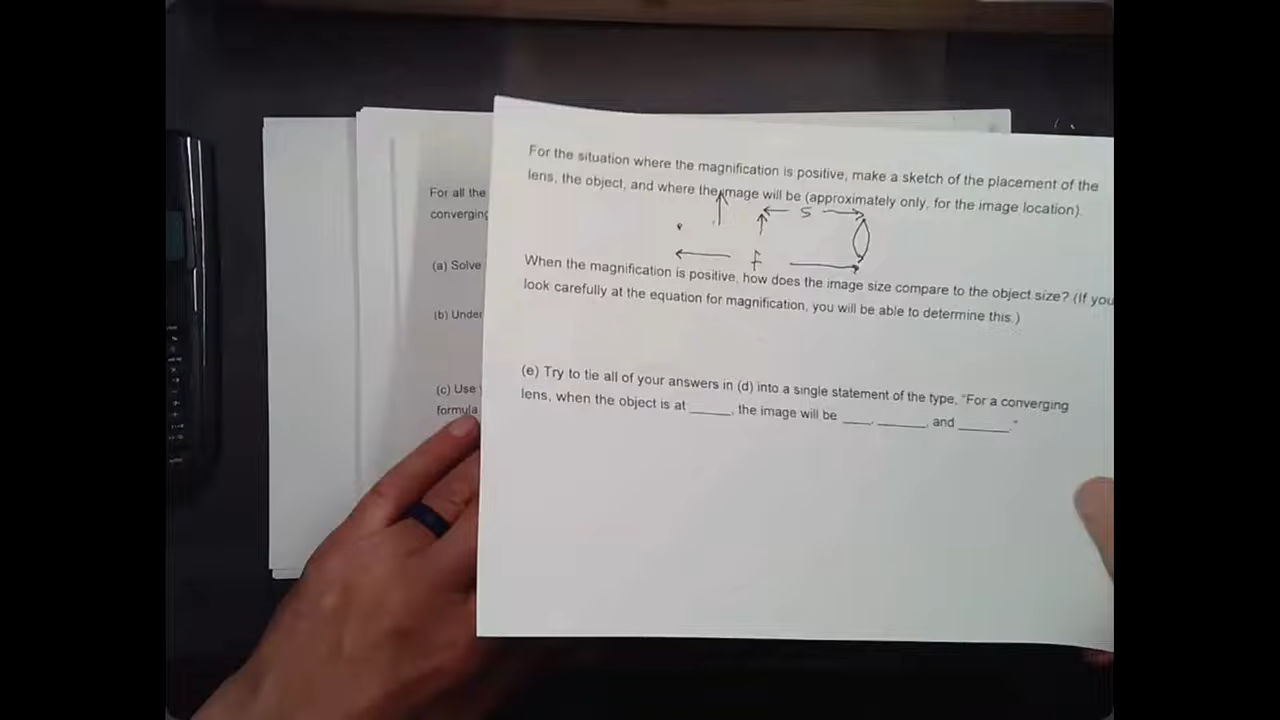 For the situation where the magnification is positive, make a sketch of the placement of the
lens, the object, and where the image will be (approximately only, for the image location).
s
f
When the magnification is positive, how does the image size compare to the object size? (If you
look carefully at the equation for magnification, you will be able to determine this.)
(e) Try to tie all of your answers in (d) into a single statement of the type, “For a converging
lens, when the object is at _____, the image will be ____, ______, and ______.”
For all the
converging
(a) Solve
(b) Under
(c) Use
formula